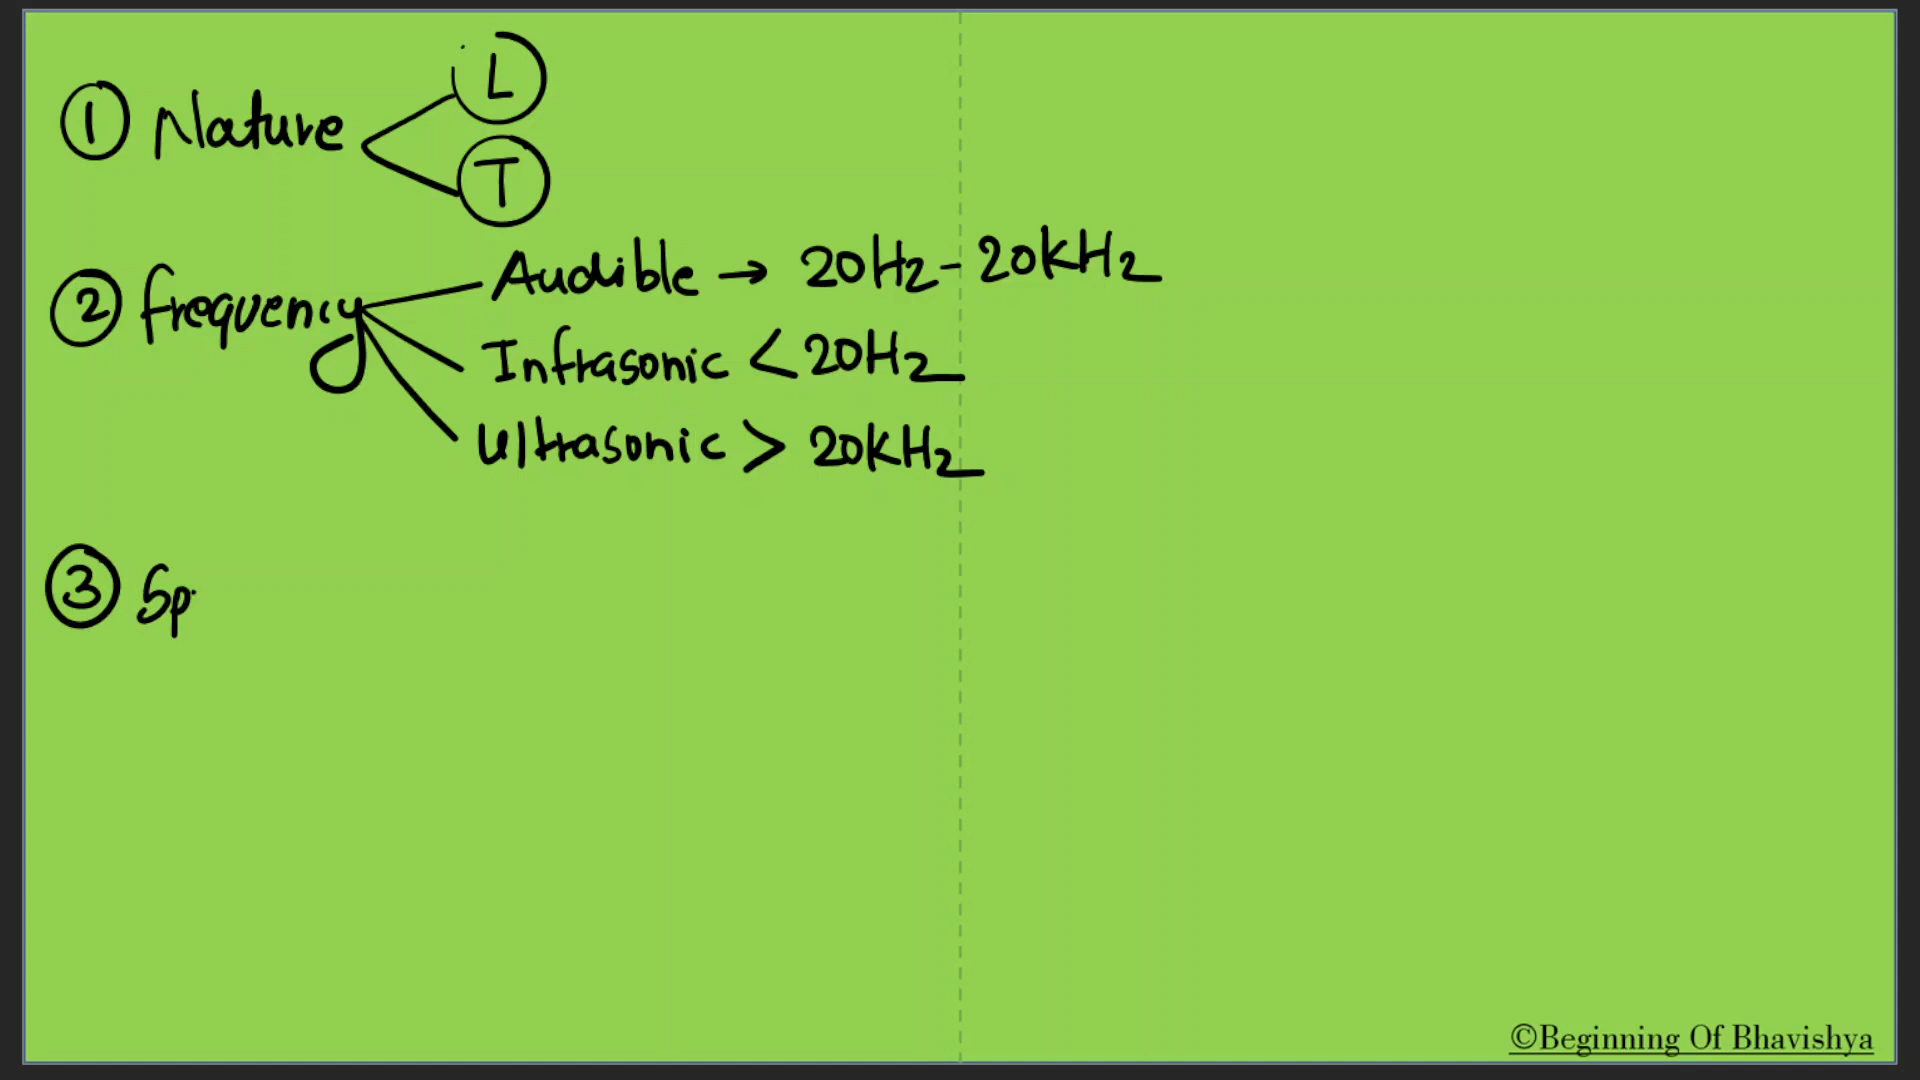 ① Nature L
T
② frequency Audible → 20Hz - 20KHz
Infrasonic < 20Hz
Ultrasonic > 20KHz
③ Sp
©Beginning Of Bhavishya